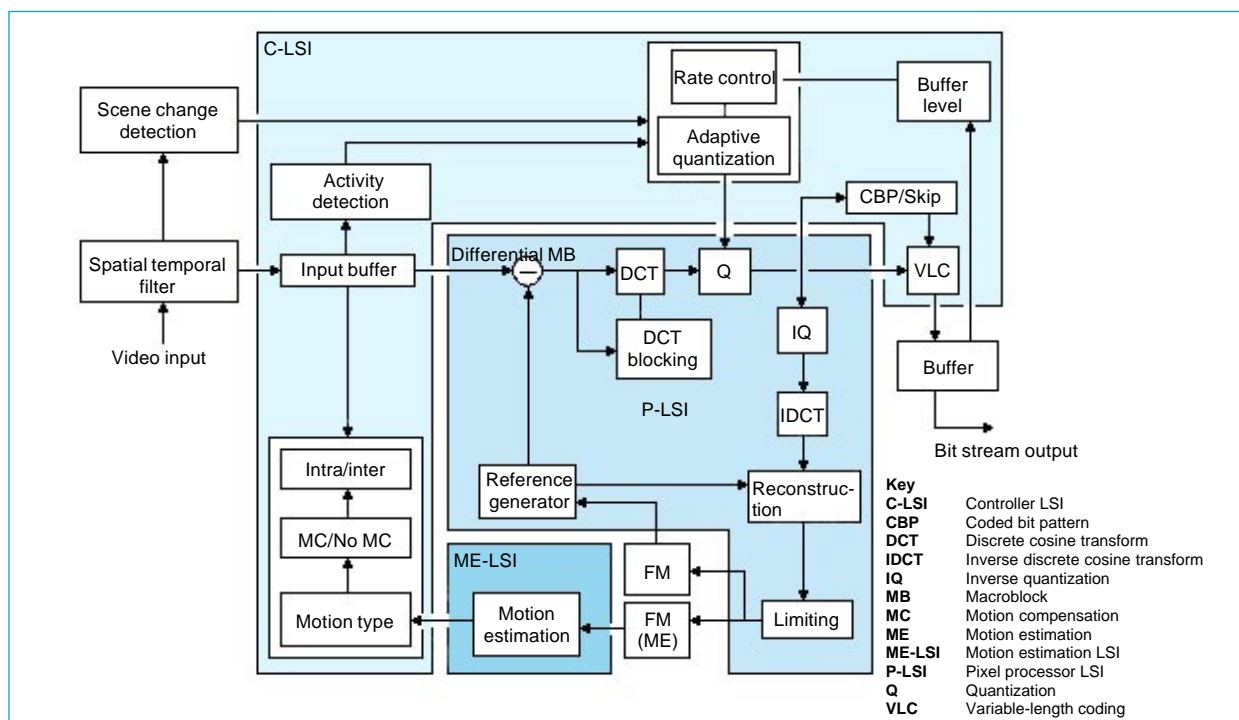 C-LSI
Rate control
Buffer
level
Scene change
detection
Adaptive
quantization
Activity
detection
CBP/Skip
Spatial temporal
filter
Input buffer
Differential MB
DCT
Q
VLC
Video input
DCT
blocking
IQ
Buffer
P-LSI
IDCT
Bit stream output
Intra/inter
Reference
generator
Reconstruc-
tion
MC/No MC
ME-LSI
FM
Motion type
Motion
estimation
FM
(ME)
Limiting
Key
C-LSI Controller LSI
CBP Coded bit pattern
DCT Discrete cosine transform
IDCT Inverse discrete cosine transform
IQ Inverse quantization
MB Macroblock
MC Motion compensation
ME Motion estimation
ME-LSI Motion estimation LSI
P-LSI Pixel processor LSI
Q Quantization
VLC Variable-length coding